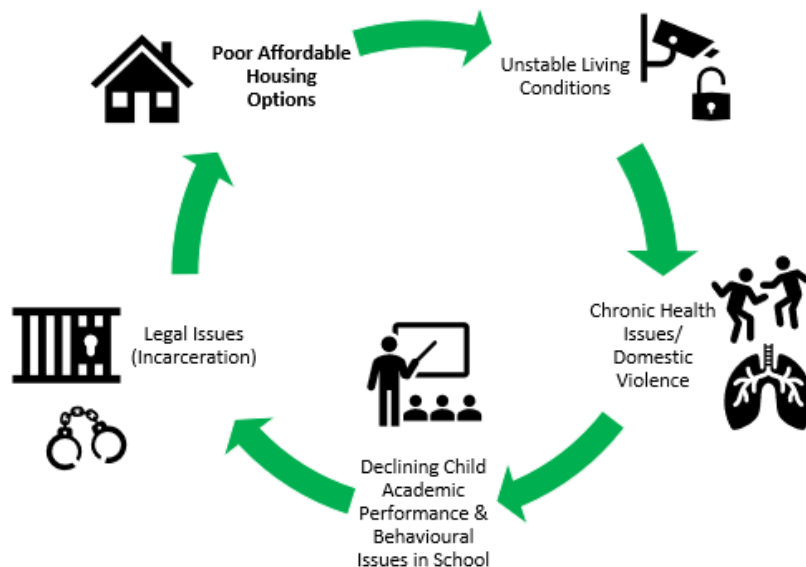 Poor Affordable
Housing
Options
Unstable Living
Conditions
Chronic Health
Issues/
Domestic
Violence
Declining Child
Academic
Performance &
Behavioural
Issues in School
Legal Issues
(Incarceration)